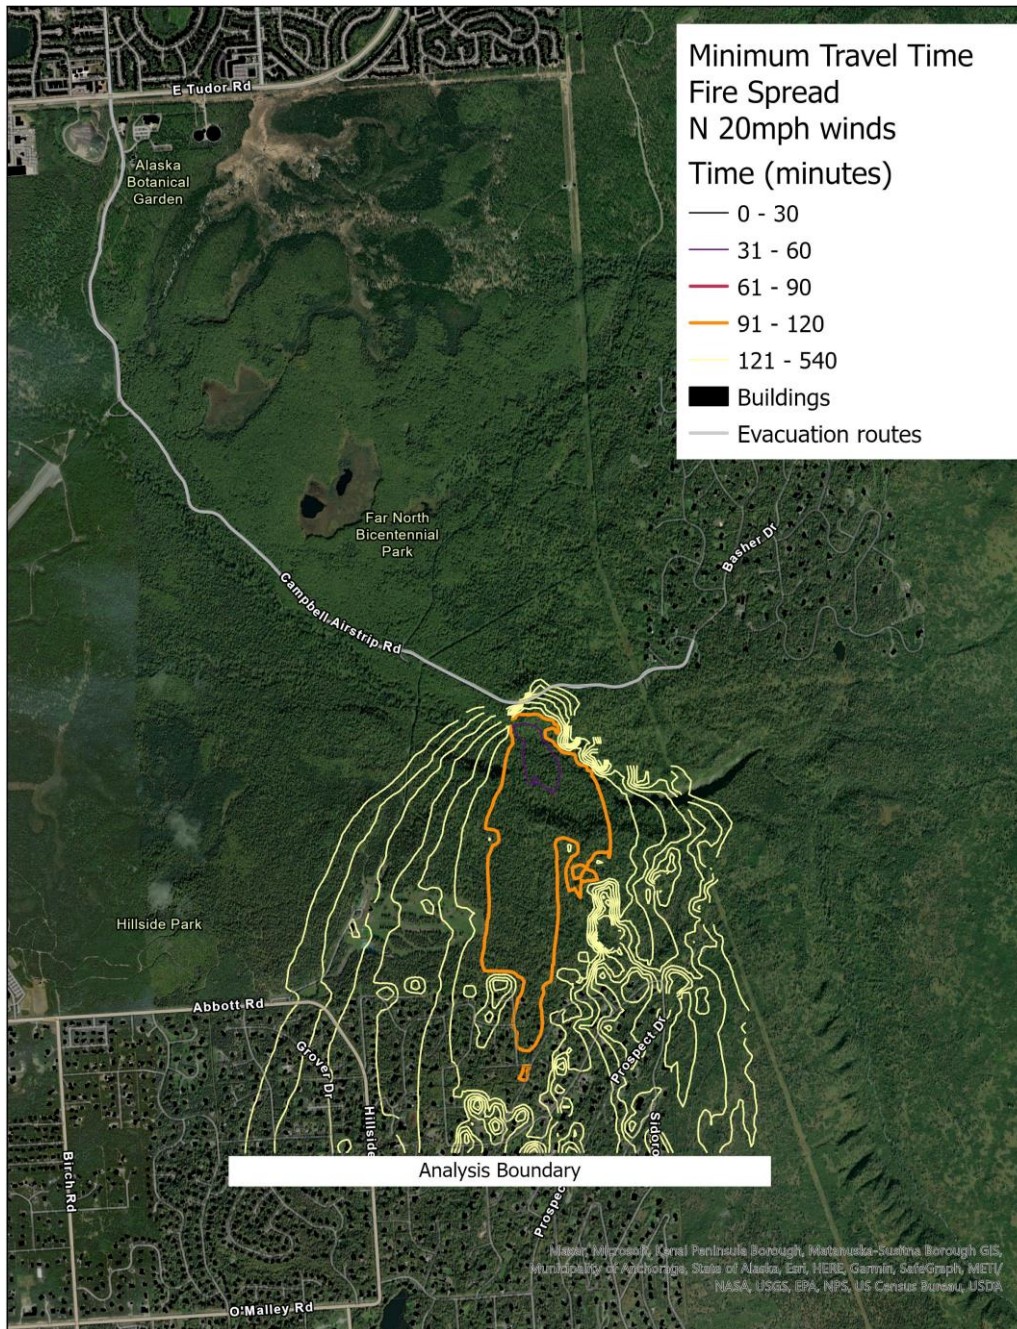 Minimum Travel Time
Fire Spread
N 20mph winds
Time (minutes)
0 - 30
31 - 60
61 - 90
91 - 120
121 - 540
Buildings
Evacuation routes
E Tudor Rd
Alaska
Botanical
Garden
Far North
Bicentennial
Park
Basher Dr
Campbell Airstrip Rd
Hillside Park
Abbott Rd
Grover Dr
Hillside
Prospect Dr
Sidoro
Birch Rd
Analysis Boundary
Prospect
O'Malley Rd
Maxar, Microsoft, Kenai Peninsula Borough, Matanuska-Susitna Borough GIS,
Municipality of Anchorage, State of Alaska, Esri, HERE, Garmin, SafeGraph, METI/
NASA, USGS, EPA, NPS, US Census Bureau, USDA